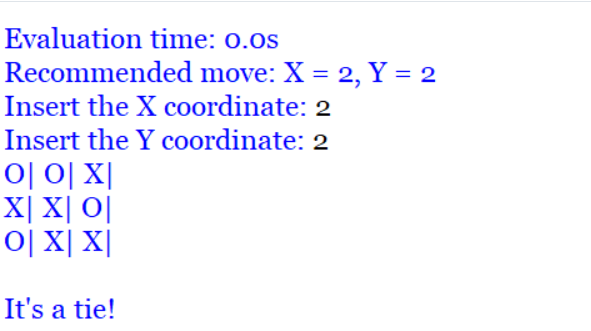 Evaluation time: 0.0s
Recommended move: X = 2, Y = 2
Insert the X coordinate: 2
Insert the Y coordinate: 2
O| O| X|
X| X| O|
O| X| X|
It's a tie!